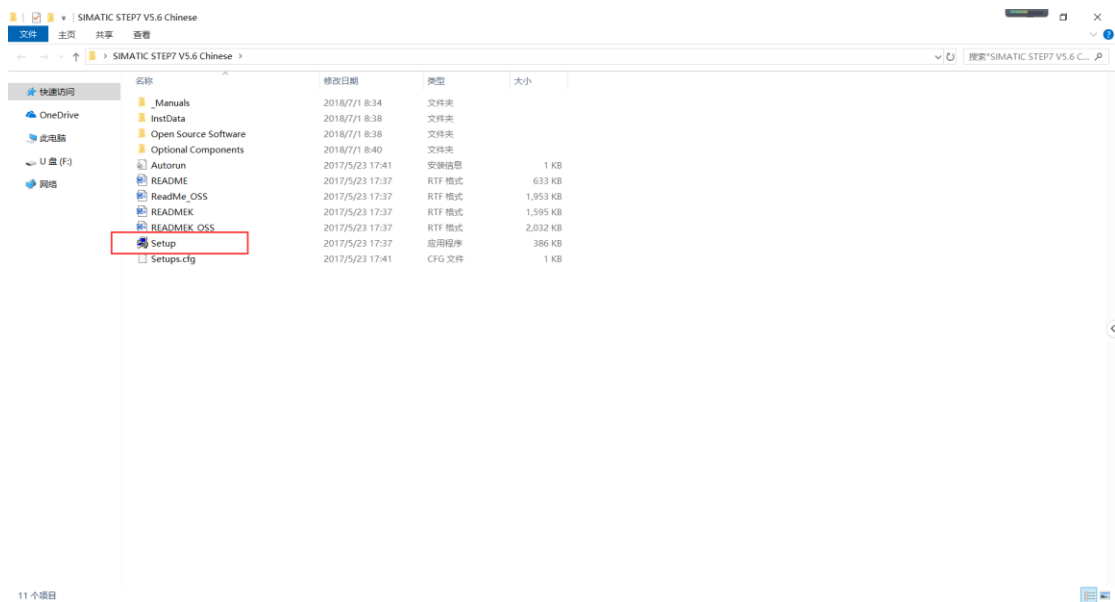 SIMATIC STEP7 V5.6 Chinese
文件 主页 共享 查看
SIMATIC STEP7 V5.6 Chinese
搜索"SIMATIC STEP7 V5.6 C...
名称 修改日期 类型 大小
快速访问
OneDrive
此电脑
U 盘 (F:)
网络
_Manuals 2018/7/1 8:34 文件夹
InstData 2018/7/1 8:38 文件夹
Open Source Software 2018/7/1 8:38 文件夹
Optional Components 2018/7/1 8:40 文件夹
Autorun 2017/5/23 17:41 安装信息 1 KB
README 2017/5/23 17:37 RTF 格式 633 KB
ReadMe_OSS 2017/5/23 17:37 RTF 格式 1,953 KB
READMEK 2017/5/23 17:37 RTF 格式 1,595 KB
READMEK_OSS 2017/5/23 17:37 RTF 格式 2,032 KB
Setup 2017/5/23 17:37 应用程序 386 KB
Setups.cfg 2017/5/23 17:41 CFG 文件 1 KB
11 个项目